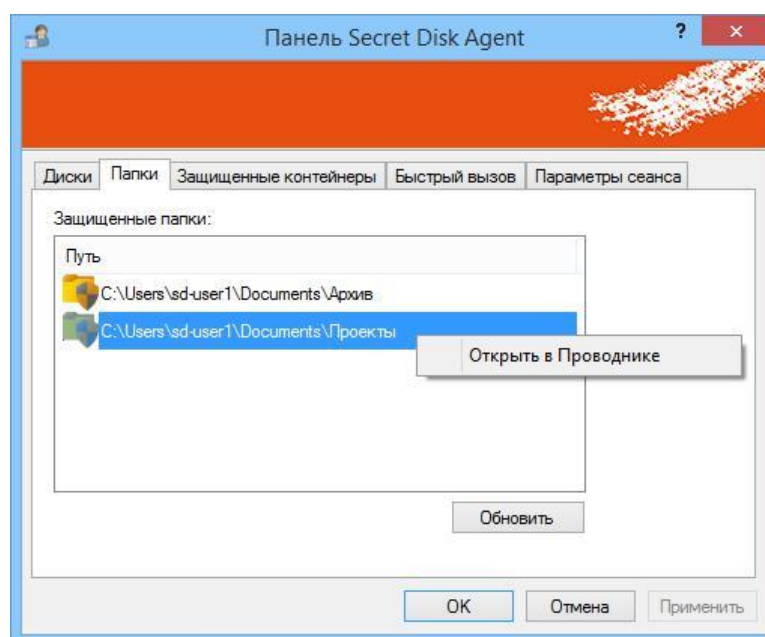 Панель Secret Disk Agent
Диски Папки Защищенные контейнеры Быстрый вызов Параметры сеанса
Защищенные папки:
Путь
C:\Users\sd-user1\Documents\Архив
C:\Users\sd-user1\Documents\Проекты
Открыть в Проводнике
Обновить
OK Отмена Применить